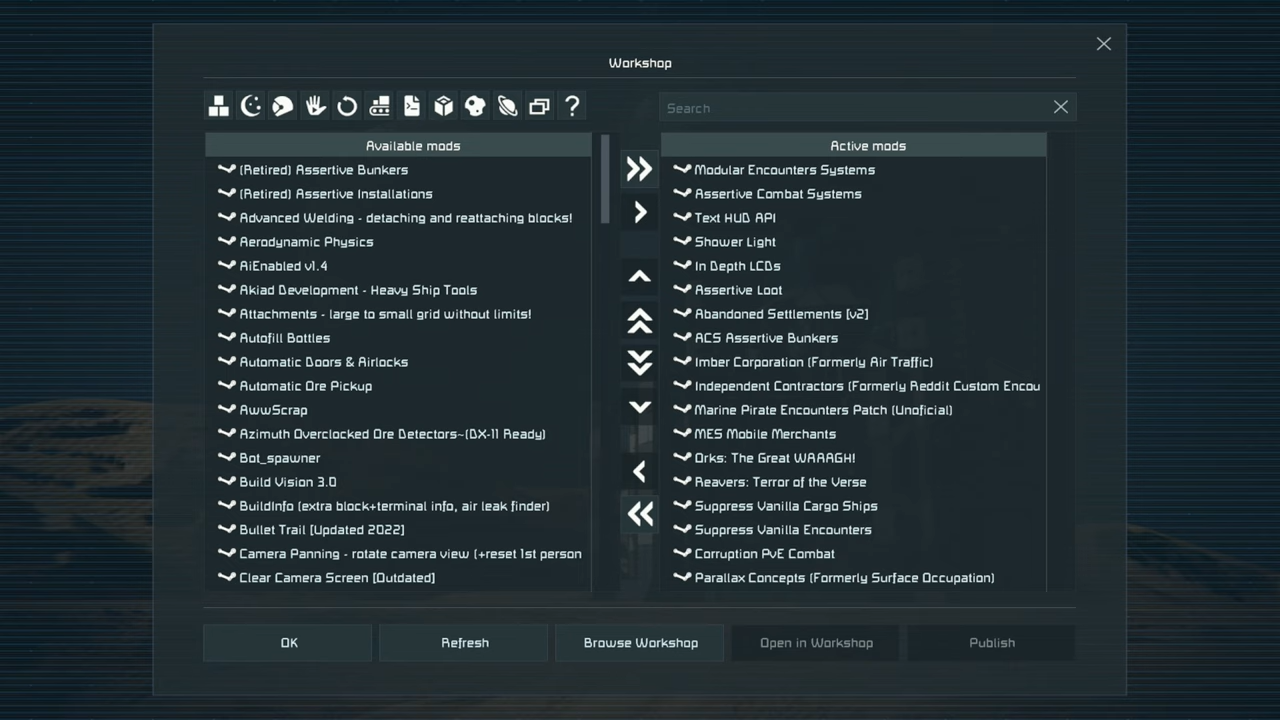 Workshop
Search
Available mods
(Retired) Assertive Bunkers
(Retired) Assertive Installations
Advanced Welding - detaching and reattaching blocks!
Aerodynamic Physics
AiEnabled v1.4
Akiad Development - Heavy Ship Tools
Attachments - large to small grid without limits!
Autofill Bottles
Automatic Doors & Airlocks
Automatic Ore Pickup
AwwScrap
Azimuth Overclocked Ore Detectors~(DX-11 Ready)
Bot_spawner
Build Vision 3.0
BuildInfo (extra block+terminal info, air leak finder)
Bullet Trail [Updated 2022]
Camera Panning - rotate camera view (+reset 1st person
Clear Camera Screen [Outdated]
Active mods
Modular Encounters Systems
Assertive Combat Systems
Text HUD API
Shower Light
In Depth LCDs
Assertive Loot
Abandoned Settlements [v2]
ACS Assertive Bunkers
Imber Corporation (Formerly Air Traffic)
Independent Contractors (Formerly Reddit Custom Encou
Marine Pirate Encounters Patch (Unoficial)
MES Mobile Merchants
Orks: The Great WAAAGH!
Reavers: Terror of the Verse
Suppress Vanilla Cargo Ships
Suppress Vanilla Encounters
Corruption PvE Combat
Parallax Concepts (Formerly Surface Occupation)
OK
Refresh
Browse Workshop
Open in Workshop
Publish